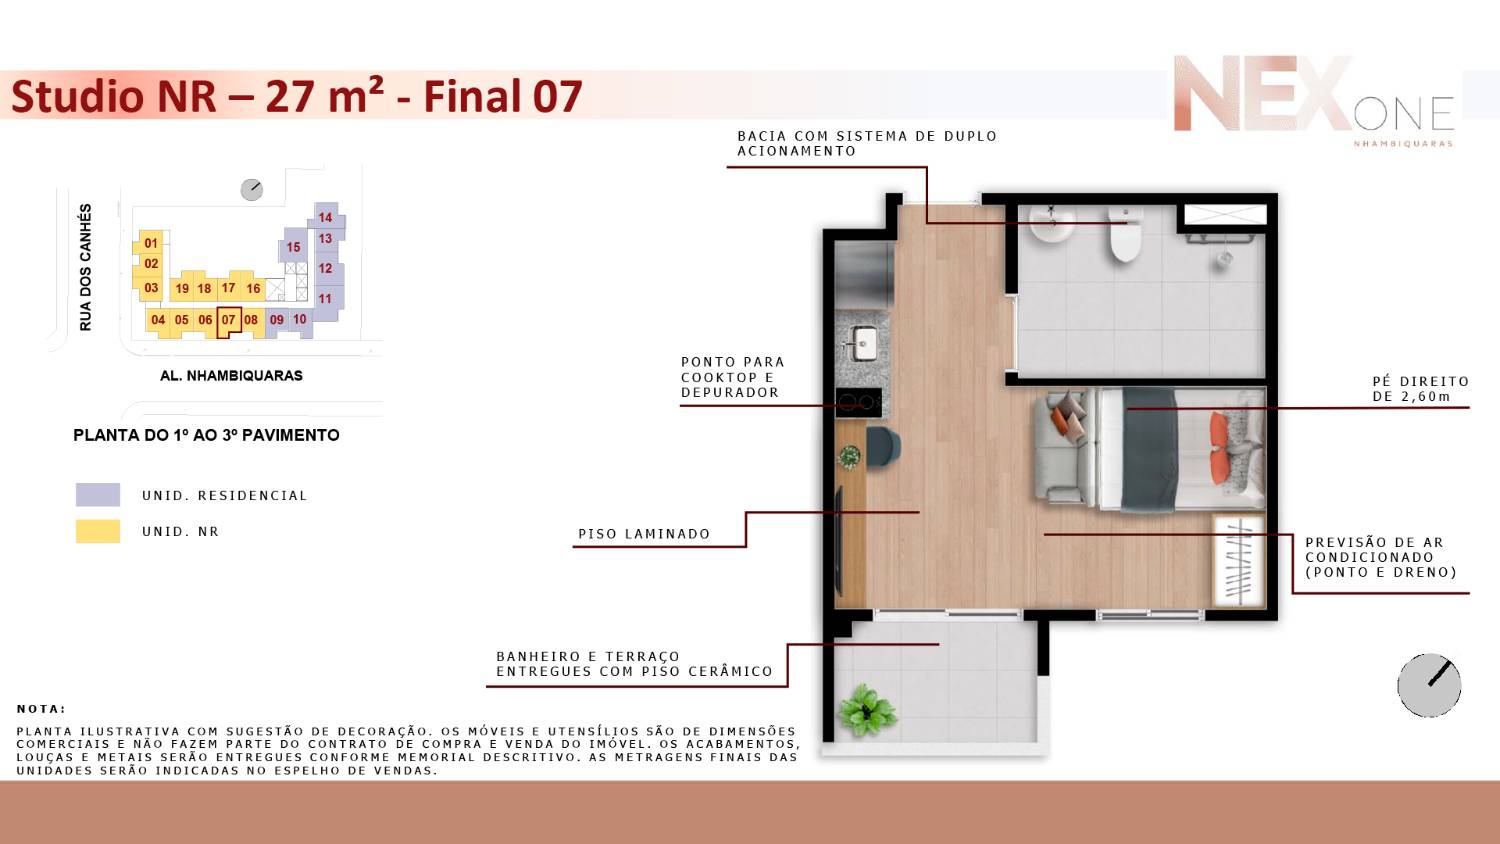 Studio NR – 27 m² - Final 07
NEXONE
NHAMBIQUARAS
BACIA COM SISTEMA DE DUPLO
ACIONAMENTO
RUA DOS CANHÉS
01
02
03
19 18 17 16
04 05 06 07 08 09 10
15
14
13
12
11
AL. NHAMBIQUARAS
PLANTA DO 1º AO 3º PAVIMENTO
UNID. RESIDENCIAL
UNID. NR
PONTO PARA
COOKTOP E
DEPURADOR
PÉ DIREITO
DE 2,60m
PISO LAMINADO
PREVISÃO DE AR
CONDICIONADO
(PONTO E DRENO)
BANHEIRO E TERRAÇO
ENTREGUES COM PISO CERÂMICO
NOTA:
PLANTA ILUSTRATIVA COM SUGESTÃO DE DECORAÇÃO. OS MÓVEIS E UTENSÍLIOS SÃO DE DIMENSÕES
COMERCIAIS E NÃO FAZEM PARTE DO CONTRATO DE COMPRA E VENDA DO IMÓVEL. OS ACABAMENTOS,
LOUÇAS E METAIS SERÃO ENTREGUES CONFORME MEMORIAL DESCRITIVO. AS METRAGENS FINAIS DAS
UNIDADES SERÃO INDICADAS NO ESPELHO DE VENDAS.